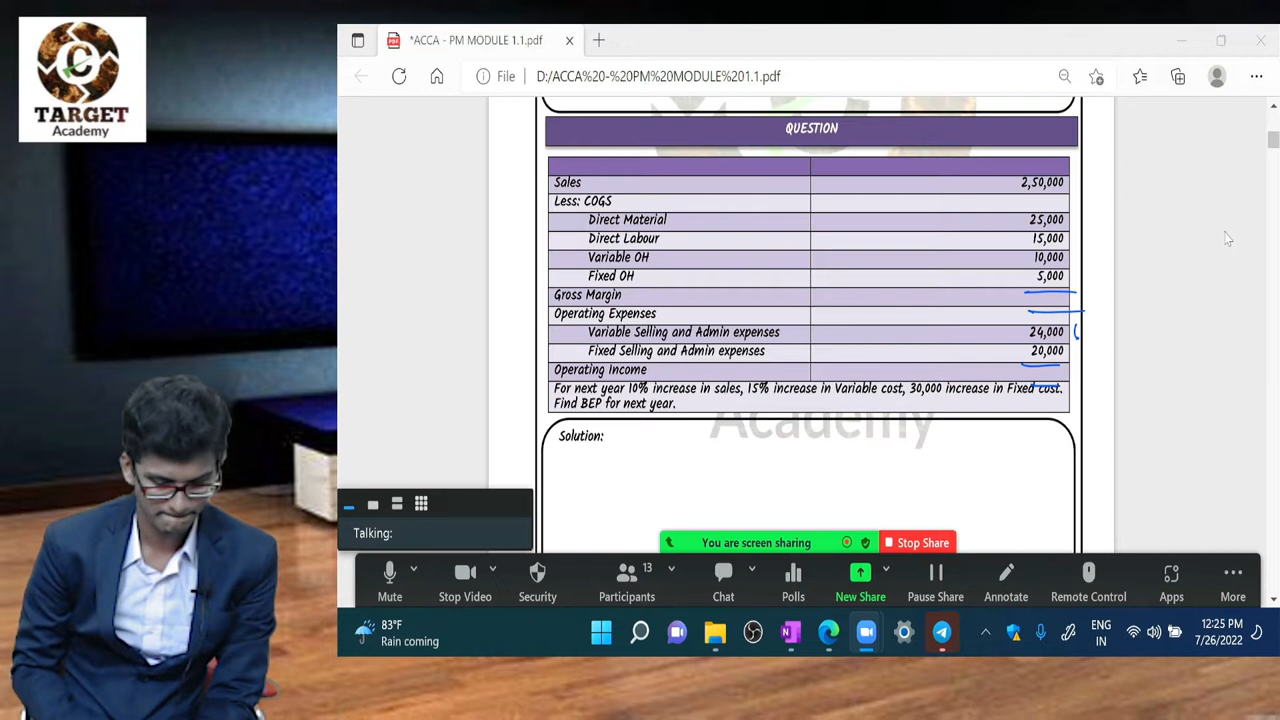 C
TARGET
Academy
*ACCA - PM MODULE 1.1.pdf
File
D:/ACCA%20-%20PM%20MODULE%201.1.pdf
QUESTION
Sales 2,50,000
Less: COGS
Direct Material 25,000
Direct Labour 15,000
Variable OH 10,000
Fixed OH 5,000
Gross Margin
Operating Expenses
Variable Selling and Admin expenses 24,000
Fixed Selling and Admin expenses 20,000
Operating Income
For next year 10% increase in sales, 15% increase in Variable cost, 30,000 increase in Fixed cost.
Find BEP for next year.
Academy
Solution:
Talking:
You are screen sharing
Stop Share
Mute
Stop Video
Security
13
Participants
Chat
Polls
New Share
Pause Share
Annotate
Remote Control
Apps
More
83°F
Rain coming
ENG
IN
12:25 PM
7/26/2022